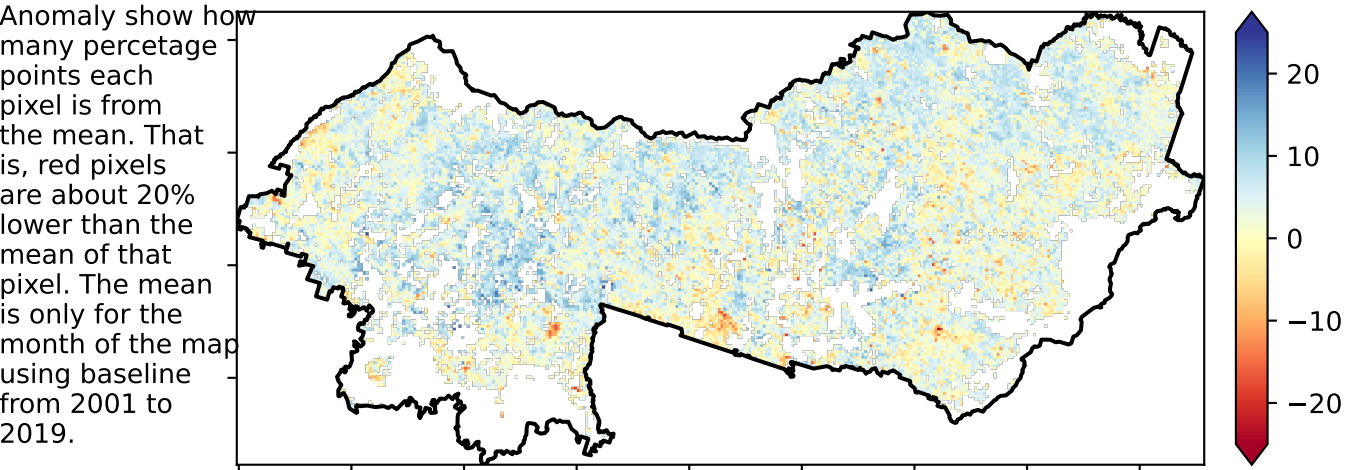 Anomaly show how
many percetage
points each
pixel is from
the mean. That
is, red pixels
are about 20%
lower than the
mean of that
pixel. The mean
is only for the
month of the map
using baseline
from 2001 to
2019.
20
10
0
−10
−20